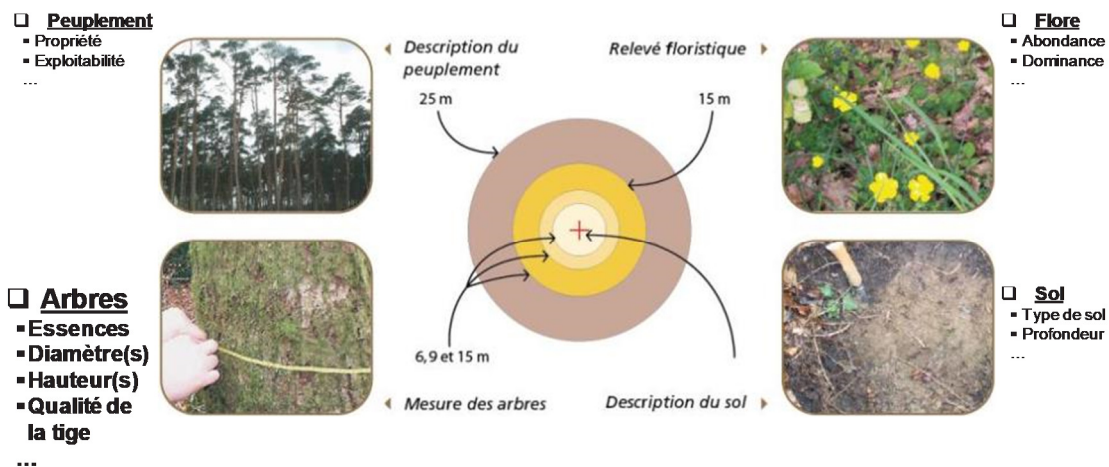 ❑ Peuplement
▪ Propriété
▪ Exploitabilité
...
Description du
peuplement
25 m
Relevé floristique
15 m
❑ Flore
▪ Abondance
▪ Dominance
...
❑ Arbres
▪ Essences
▪ Diamètre(s)
▪ Hauteur(s)
▪ Qualité de
la tige
...
6, 9 et 15 m
Mesure des arbres
Description du sol
❑ Sol
▪ Type de sol
▪ Profondeur
...